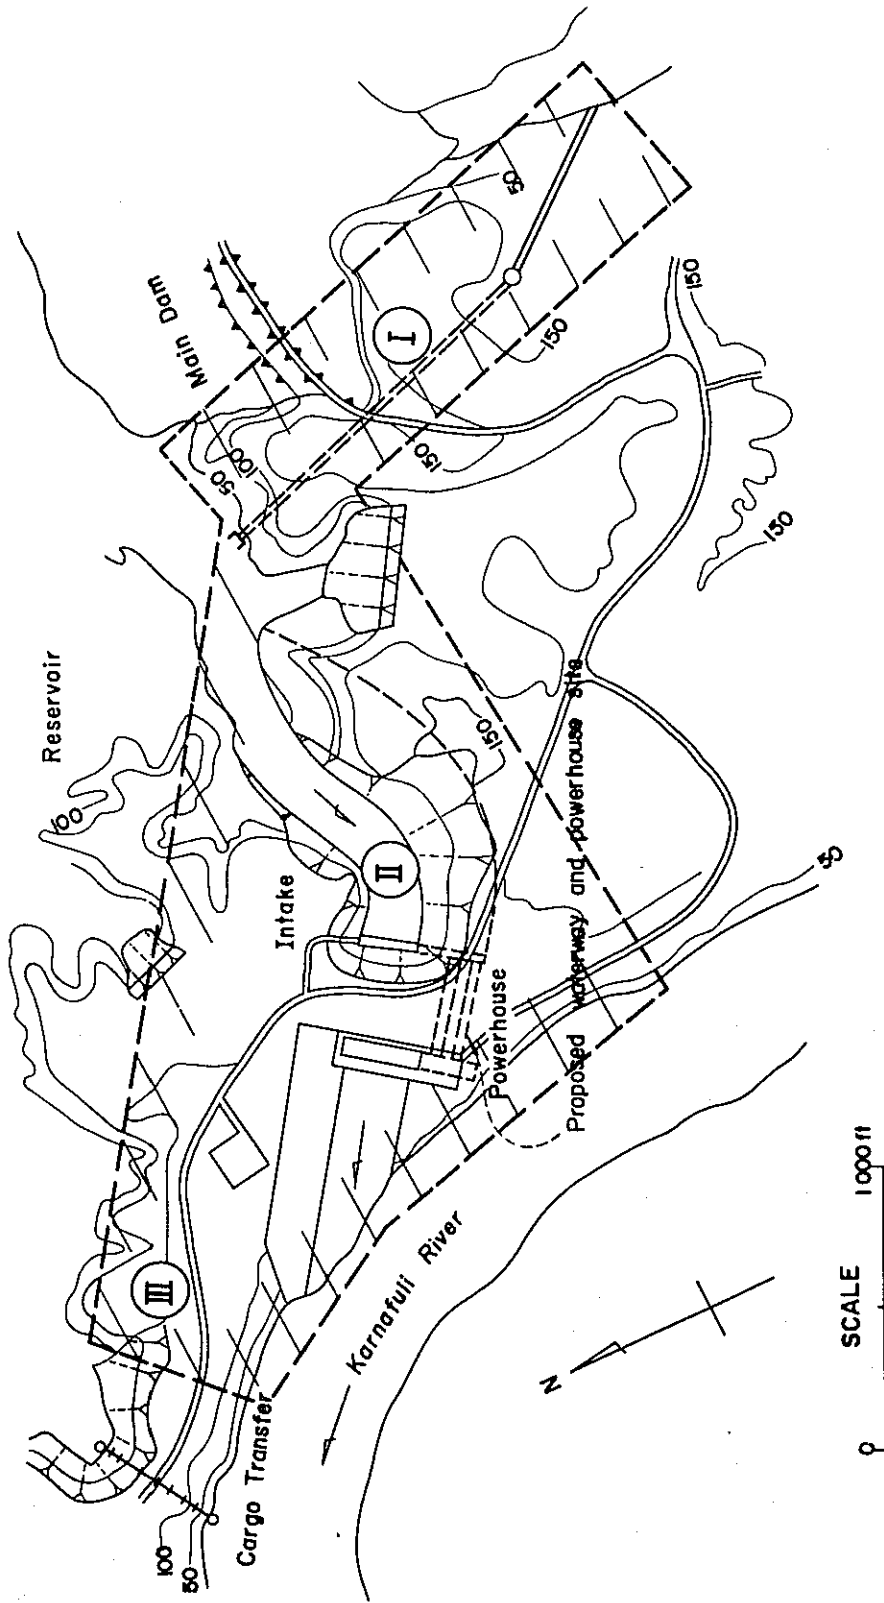 Main Dam
Reservoir
50
100
50
I
150
150
150
150
150
100
Intake
II
Powerhouse
Proposed waterway and powerhouse site
50
III
Karnafuli River
Cargo Transfer
100
50
N
SCALE
0 1000 ft